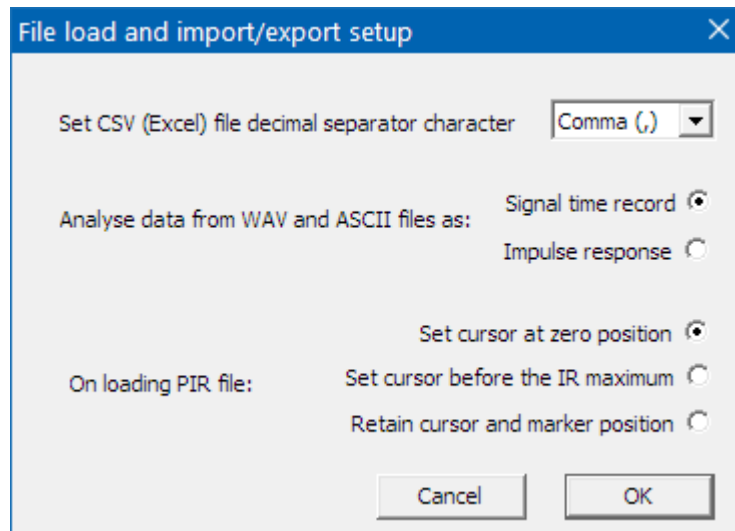 File load and import/export setup
Set CSV (Excel) file decimal separator character Comma (,)
Signal time record
Analyse data from WAV and ASCII files as:
Impulse response
Set cursor at zero position
On loading PIR file: Set cursor before the IR maximum
Retain cursor and marker position
Cancel OK